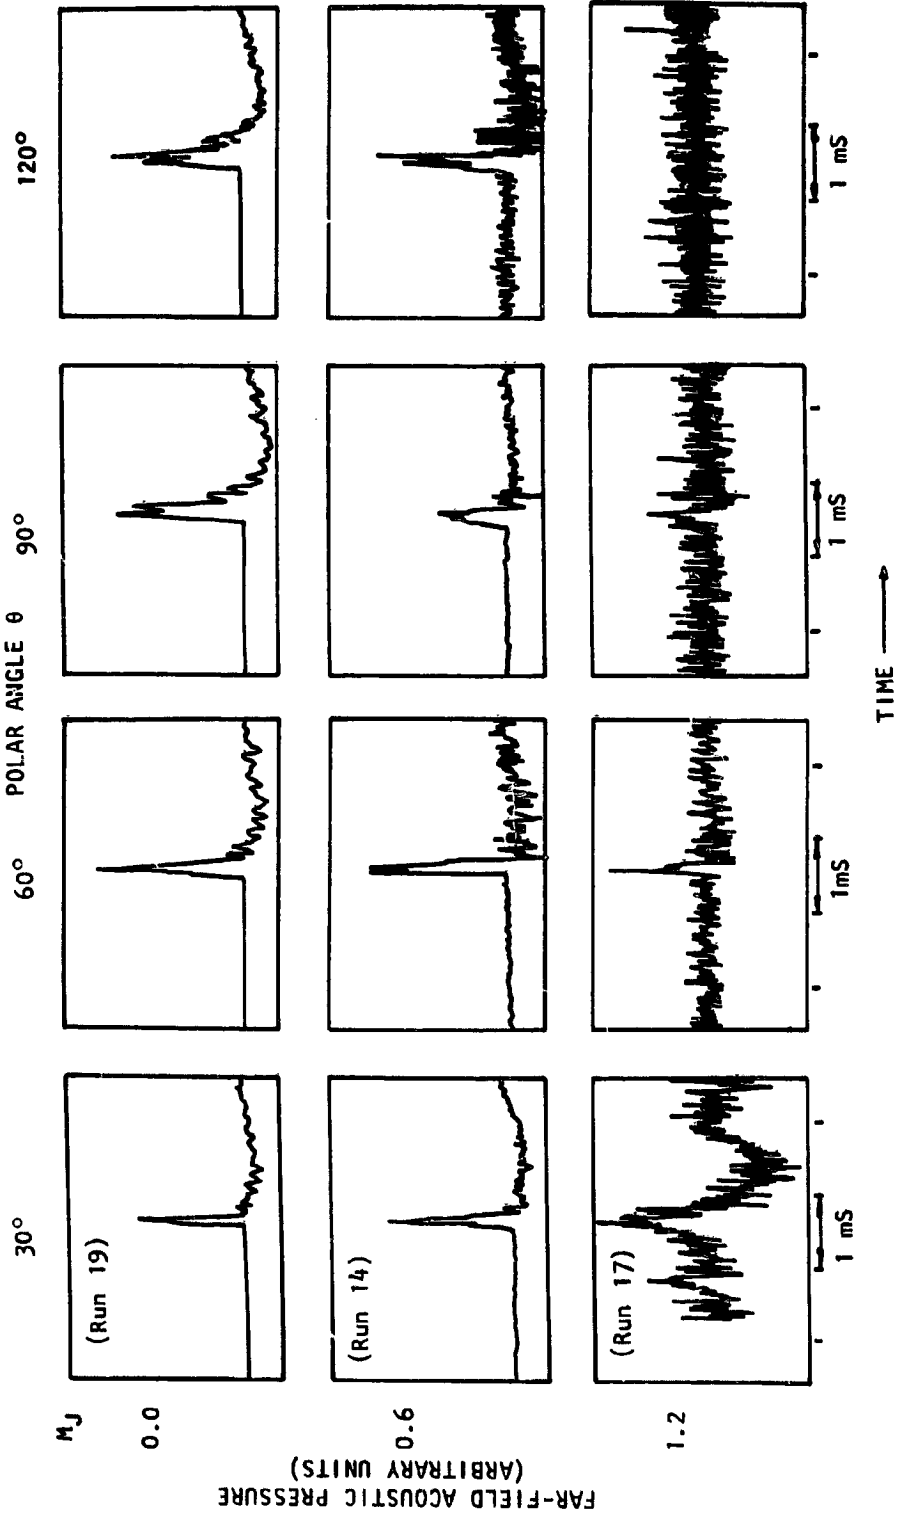 POLAR ANGLE θ
30° 60° 90° 120°
MJ
0.0
(Run 19)
0.6
(Run 14)
1.2
(Run 17)
FAR-FIELD ACOUSTIC PRESSURE
(ARBITRARY UNITS)
1 mS 1mS 1 mS 1 mS
TIME